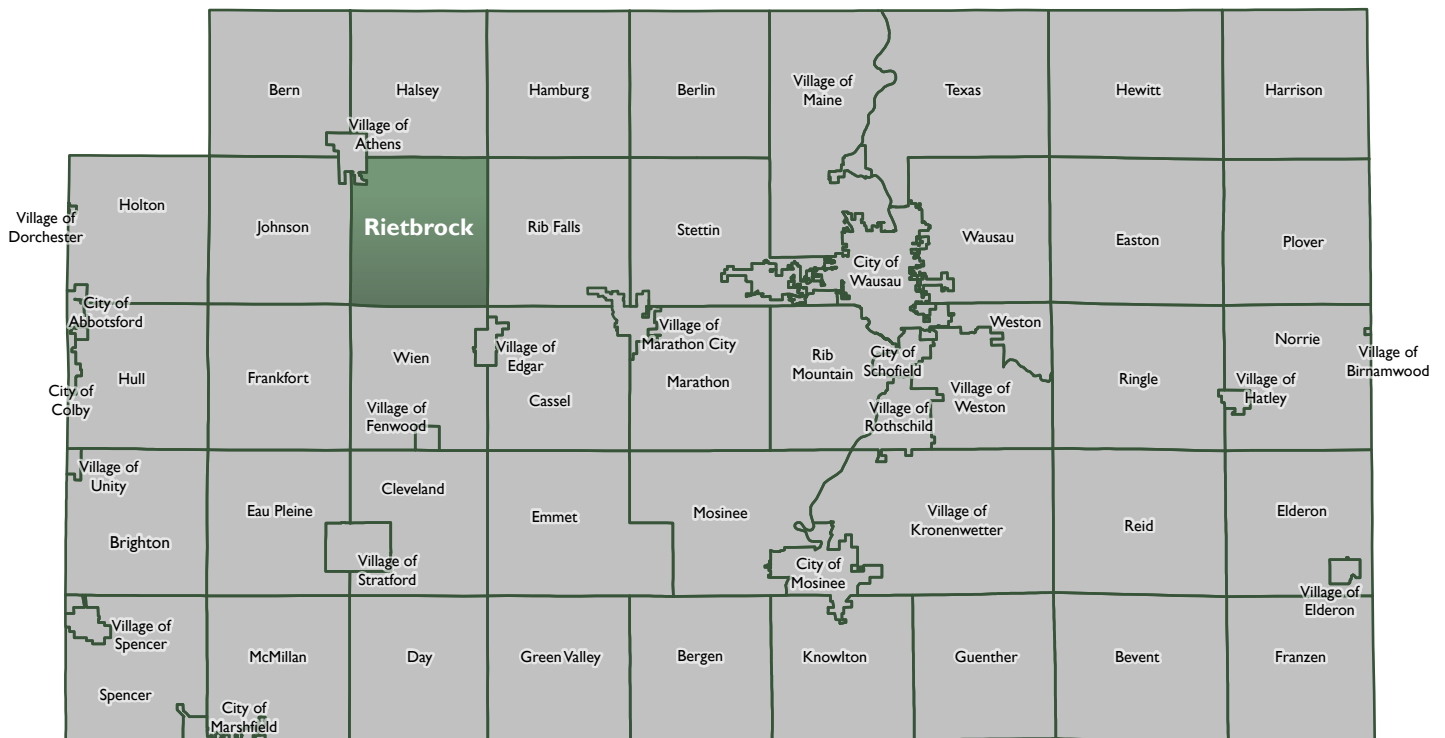 Bern
Halsey
Hamburg
Berlin
Village of
Maine
Texas
Hewitt
Harrison
Village of
Athens
Village of
Dorchester
Holton
Johnson
Rietbrock
Rib Falls
Stettin
City of
Wausau
Wausau
Easton
Plover
City of
Abbotsford
City of
Colby
Hull
Frankfort
Wien
Village of
Fenwood
Village of
Edgar
Cassel
Village of
Marathon City
Marathon
Rib
Mountain
City of
Schofield
Weston
Village of
Weston
Village of
Rothschild
Ringle
Norrie
Village of
Hatley
Village of
Birnamwood
Village of
Unity
Brighton
Eau Pleine
Cleveland
Village of
Stratford
Emmet
Mosinee
City of
Mosinee
Village of
Kronenwetter
Reid
Elderon
Village of
Elderon
Village of
Spencer
Spencer
McMillan
City of
Marshfield
Day
Green Valley
Bergen
Knowlton
Guenther
Bevent
Franzen